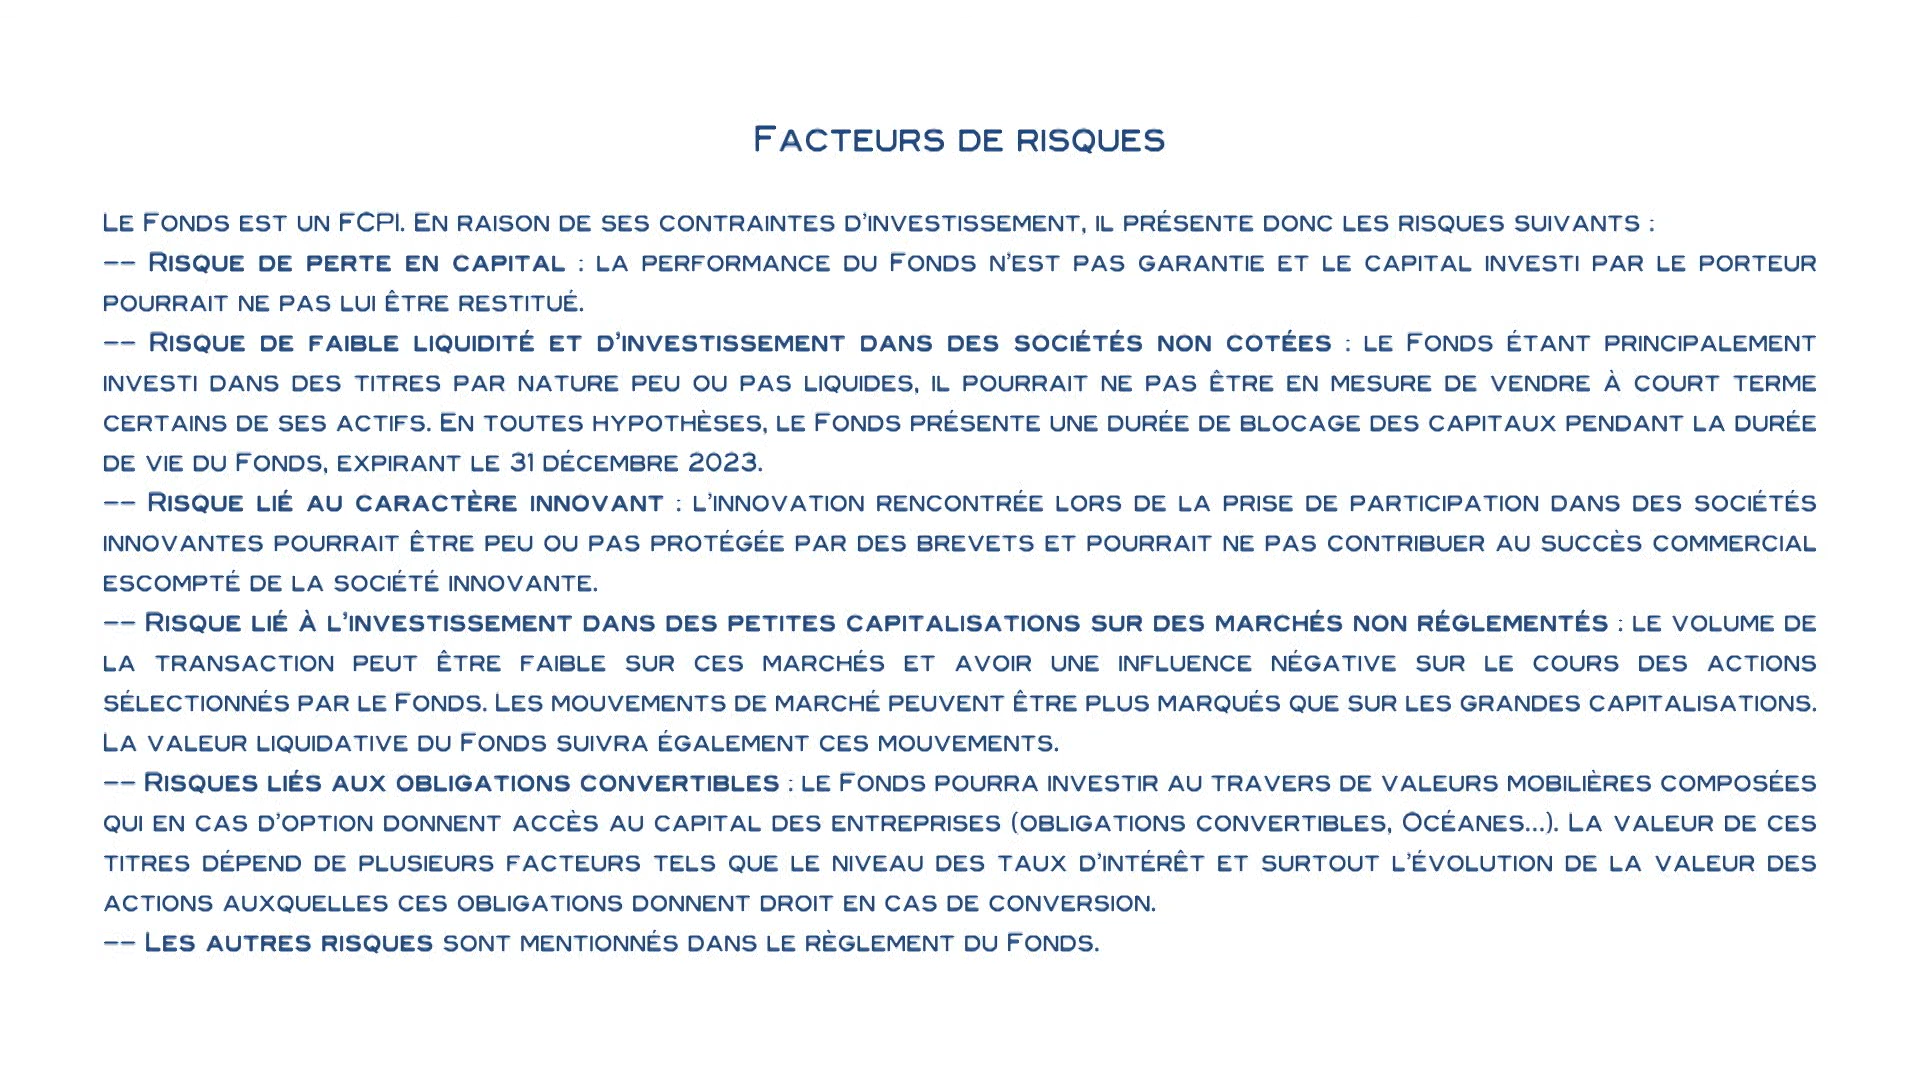 Facteurs de risques
Le Fonds est un FCPI. En raison de ses contraintes d'investissement, il présente donc les risques suivants :
–– Risque de perte en capital : la performance du Fonds n'est pas garantie et le capital investi par le porteur
pourrait ne pas lui être restitué.
–– Risque de faible liquidité et d'investissement dans des sociétés non cotées : le Fonds étant principalement
investi dans des titres par nature peu ou pas liquides, il pourrait ne pas être en mesure de vendre à court terme
certains de ses actifs. En toutes hypothèses, le Fonds présente une durée de blocage des capitaux pendant la durée
de vie du Fonds, expirant le 31 décembre 2023.
–– Risque lié au caractère innovant : l'innovation rencontrée lors de la prise de participation dans des sociétés
innovantes pourrait être peu ou pas protégée par des brevets et pourrait ne pas contribuer au succès commercial
escompté de la société innovante.
–– Risque lié à l'investissement dans des petites capitalisations sur des marchés non réglementés : le volume de
la transaction peut être faible sur ces marchés et avoir une influence négative sur le cours des actions
sélectionnés par le Fonds. Les mouvements de marché peuvent être plus marqués que sur les grandes capitalisations.
La valeur liquidative du Fonds suivra également ces mouvements.
–– Risques liés aux obligations convertibles : le Fonds pourra investir au travers de valeurs mobilières composées
qui en cas d'option donnent accès au capital des entreprises (obligations convertibles, Océanes...). La valeur de ces
titres dépend de plusieurs facteurs tels que le niveau des taux d'intérêt et surtout l'évolution de la valeur des
actions auxquelles ces obligations donnent droit en cas de conversion.
–– Les autres risques sont mentionnés dans le règlement du Fonds.